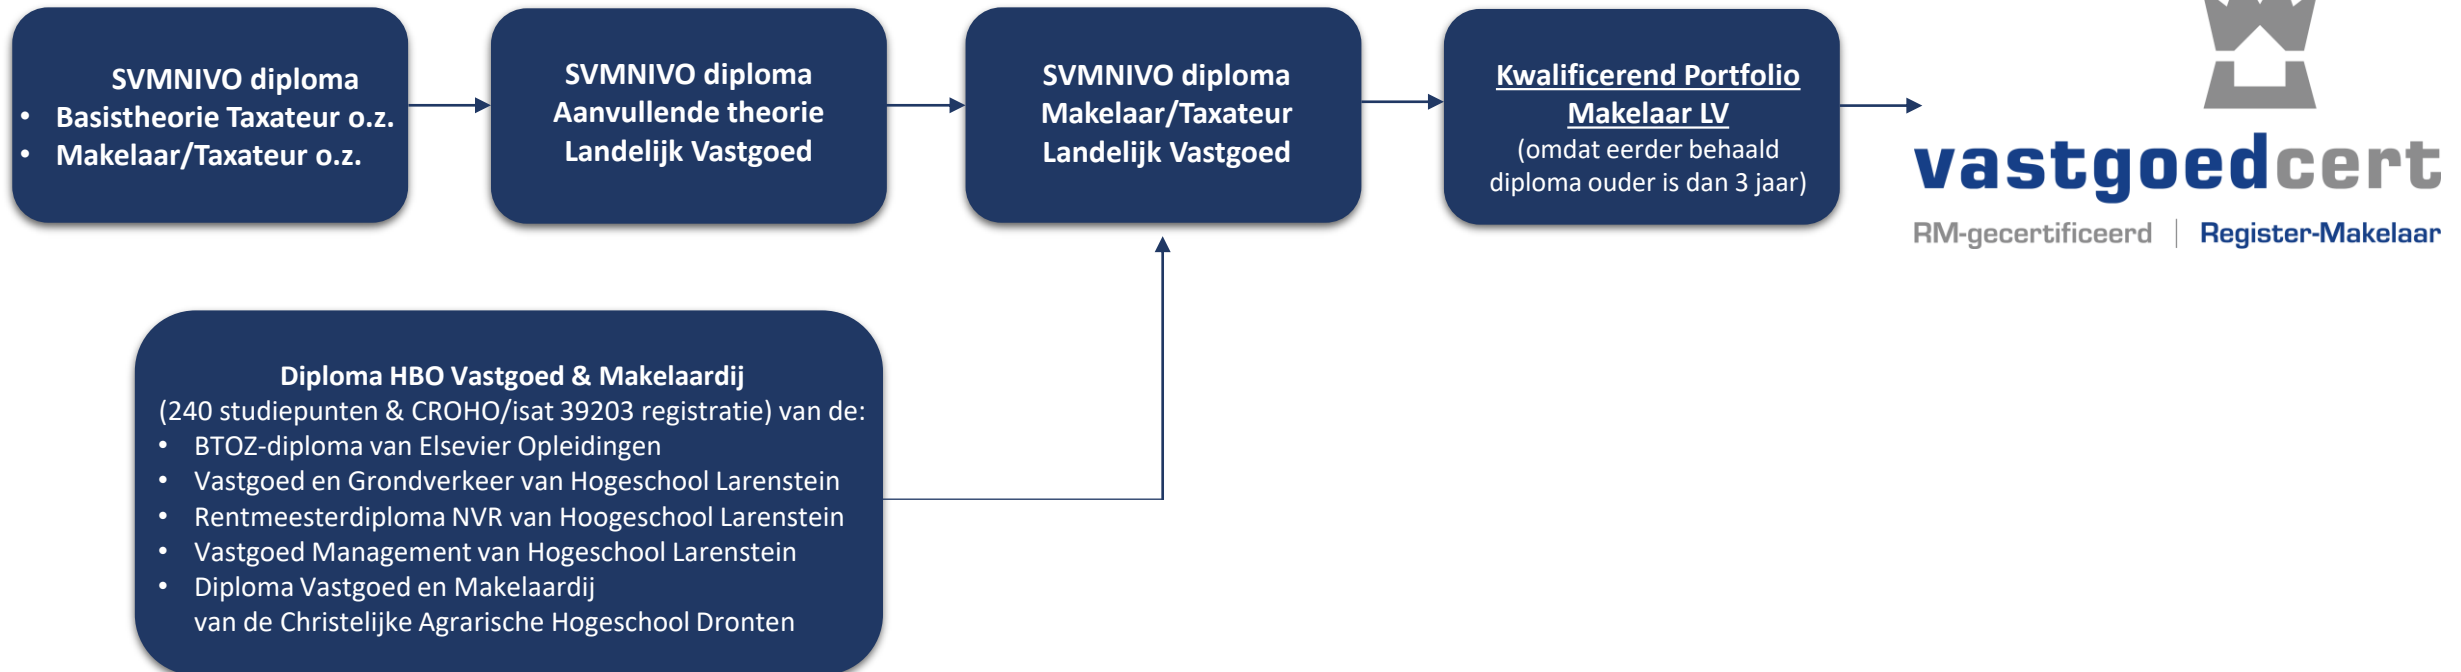 SVMNIVO diploma
• Basistheorie Taxateur o.z.
• Makelaar/Taxateur o.z.
SVMNIVO diploma
Aanvullende theorie
Landelijk Vastgoed
SVMNIVO diploma
Makelaar/Taxateur
Landelijk Vastgoed
Kwalificerend Portfolio
Makelaar LV
(omdat eerder behaald
diploma ouder is dan 3 jaar)
vastgoedcert
RM-gecertificeerd | Register-Makelaar
Diploma HBO Vastgoed & Makelaardij
(240 studiepunten & CROHO/isat 39203 registratie) van de:
• BTOZ-diploma van Elsevier Opleidingen
• Vastgoed en Grondverkeer van Hogeschool Larenstein
• Rentmeesterdiploma NVR van Hoogeschool Larenstein
• Vastgoed Management van Hogeschool Larenstein
• Diploma Vastgoed en Makelaardij
van de Christelijke Agrarische Hogeschool Dronten